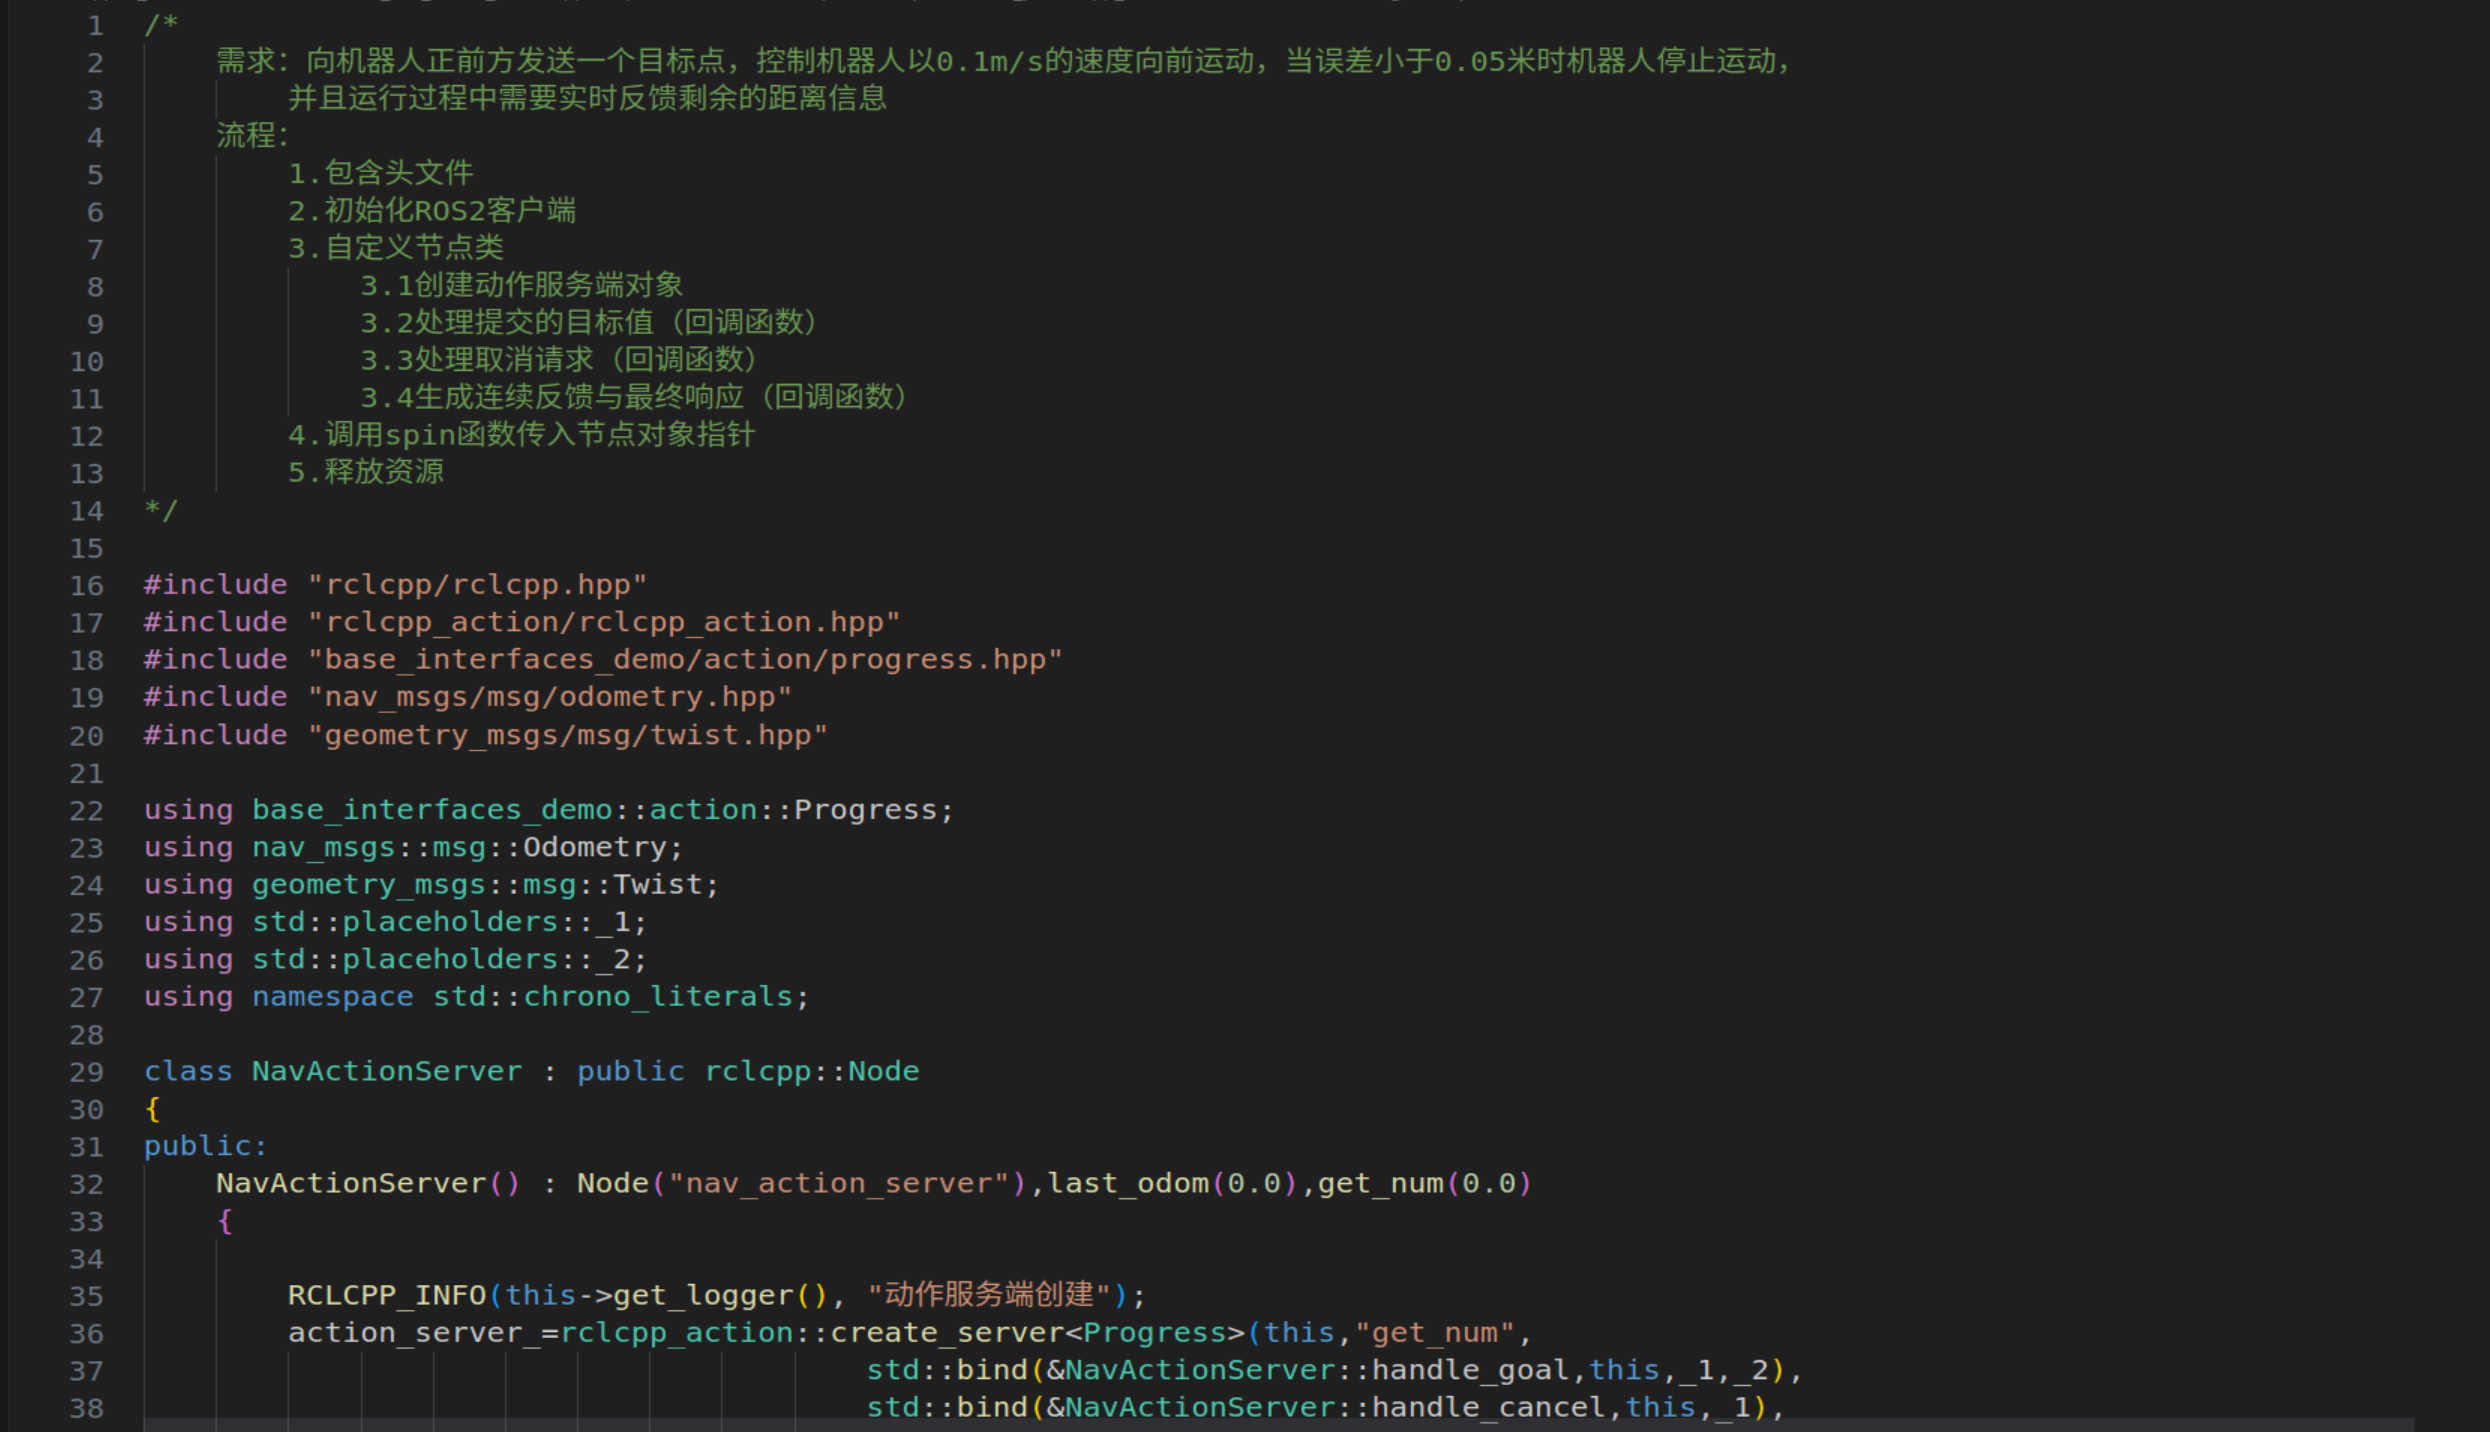 1 /*
2 需求：向机器人正前方发送一个目标点，控制机器人以0.1m/s的速度向前运动，当误差小于0.05米时机器人停止运动，
3 并且运行过程中需要实时反馈剩余的距离信息
4 流程：
5 1.包含头文件
6 2.初始化ROS2客户端
7 3.自定义节点类
8 3.1创建动作服务端对象
9 3.2处理提交的目标值（回调函数）
10 3.3处理取消请求（回调函数）
11 3.4生成连续反馈与最终响应（回调函数）
12 4.调用spin函数传入节点对象指针
13 5.释放资源
14 */
15
16 #include "rclcpp/rclcpp.hpp"
17 #include "rclcpp_action/rclcpp_action.hpp"
18 #include "base_interfaces_demo/action/progress.hpp"
19 #include "nav_msgs/msg/odometry.hpp"
20 #include "geometry_msgs/msg/twist.hpp"
21
22 using base_interfaces_demo::action::Progress;
23 using nav_msgs::msg::Odometry;
24 using geometry_msgs::msg::Twist;
25 using std::placeholders::_1;
26 using std::placeholders::_2;
27 using namespace std::chrono_literals;
28
29 class NavActionServer : public rclcpp::Node
30 {
31 public:
32 NavActionServer() : Node("nav_action_server"),last_odom(0.0),get_num(0.0)
33 {
34
35 RCLCPP_INFO(this->get_logger(), "动作服务端创建");
36 action_server_=rclcpp_action::create_server<Progress>(this,"get_num",
37 std::bind(&NavActionServer::handle_goal,this,_1,_2),
38 std::bind(&NavActionServer::handle_cancel,this,_1),